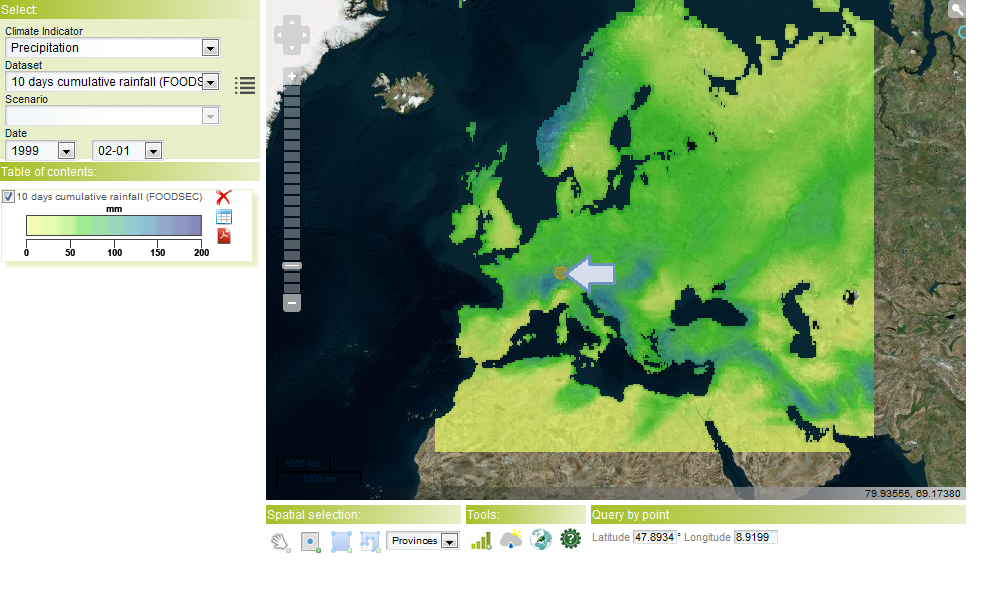 Select:
Climate Indicator
Precipitation
Dataset
10 days cumulative rainfall (FOODS
Scenario
Date
1999 02-01
Table of contents:
10 days cumulative rainfall (FOODSEC)
mm
0 50 100 150 200
1000 km
1000 mi
79.93555, 69.17380
Spatial selection: Tools: Query by point
Provinces
Latitude 47.8934 ° Longitude 8.9199